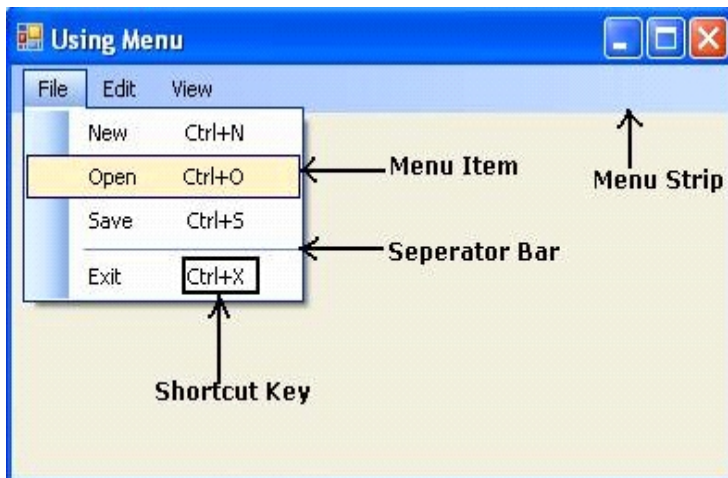 Using Menu
File Edit View
New Ctrl+N
Open Ctrl+O
Menu Item
Menu Strip
Save Ctrl+S
Seperator Bar
Exit Ctrl+X
Shortcut Key